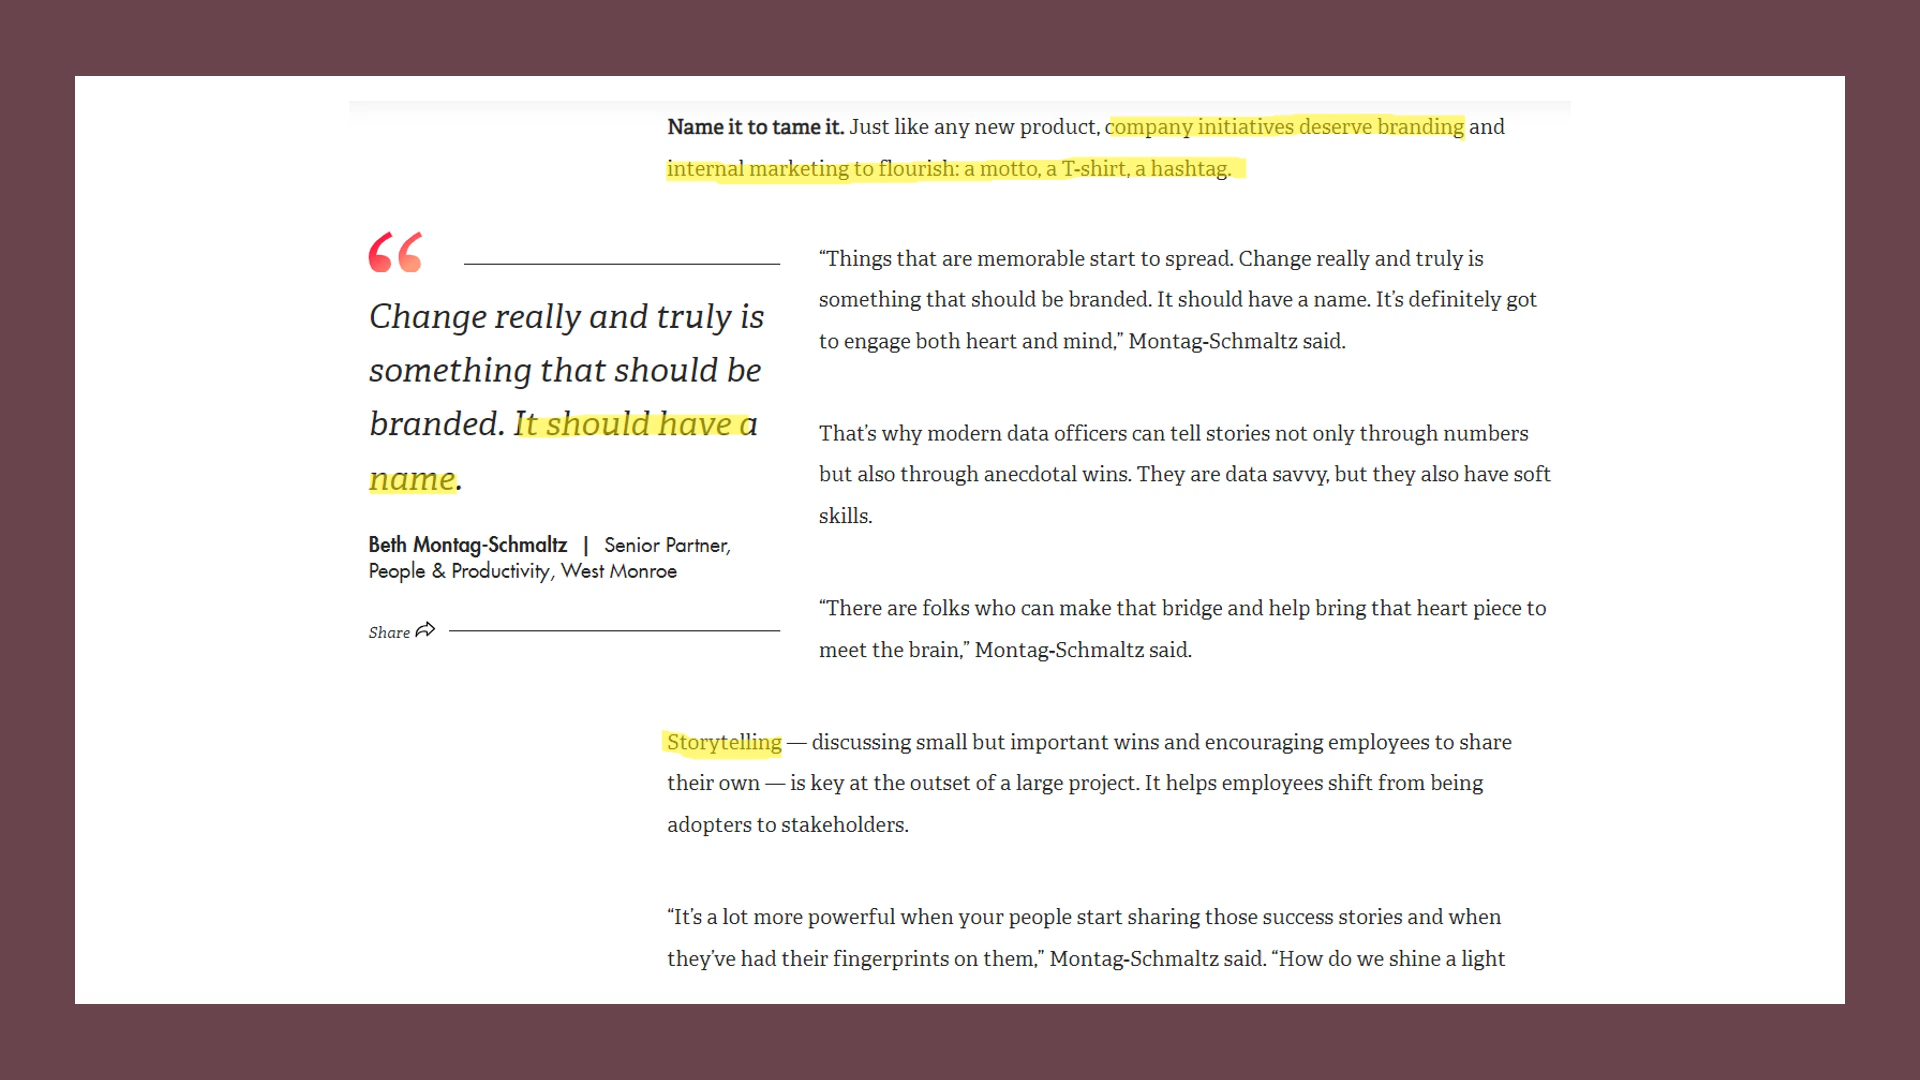 Name it to tame it. Just like any new product, company initiatives deserve branding and
internal marketing to flourish: a motto, a T-shirt, a hashtag.
“
Change really and truly is
something that should be
branded. It should have a
name.
Beth Montag-Schmaltz | Senior Partner,
People & Productivity, West Monroe
Share
“Things that are memorable start to spread. Change really and truly is
something that should be branded. It should have a name. It’s definitely got
to engage both heart and mind,” Montag-Schmaltz said.
That’s why modern data officers can tell stories not only through numbers
but also through anecdotal wins. They are data savvy, but they also have soft
skills.
“There are folks who can make that bridge and help bring that heart piece to
meet the brain,” Montag-Schmaltz said.
Storytelling — discussing small but important wins and encouraging employees to share
their own — is key at the outset of a large project. It helps employees shift from being
adopters to stakeholders.
“It’s a lot more powerful when your people start sharing those success stories and when
they’ve had their fingerprints on them,” Montag-Schmaltz said. “How do we shine a light